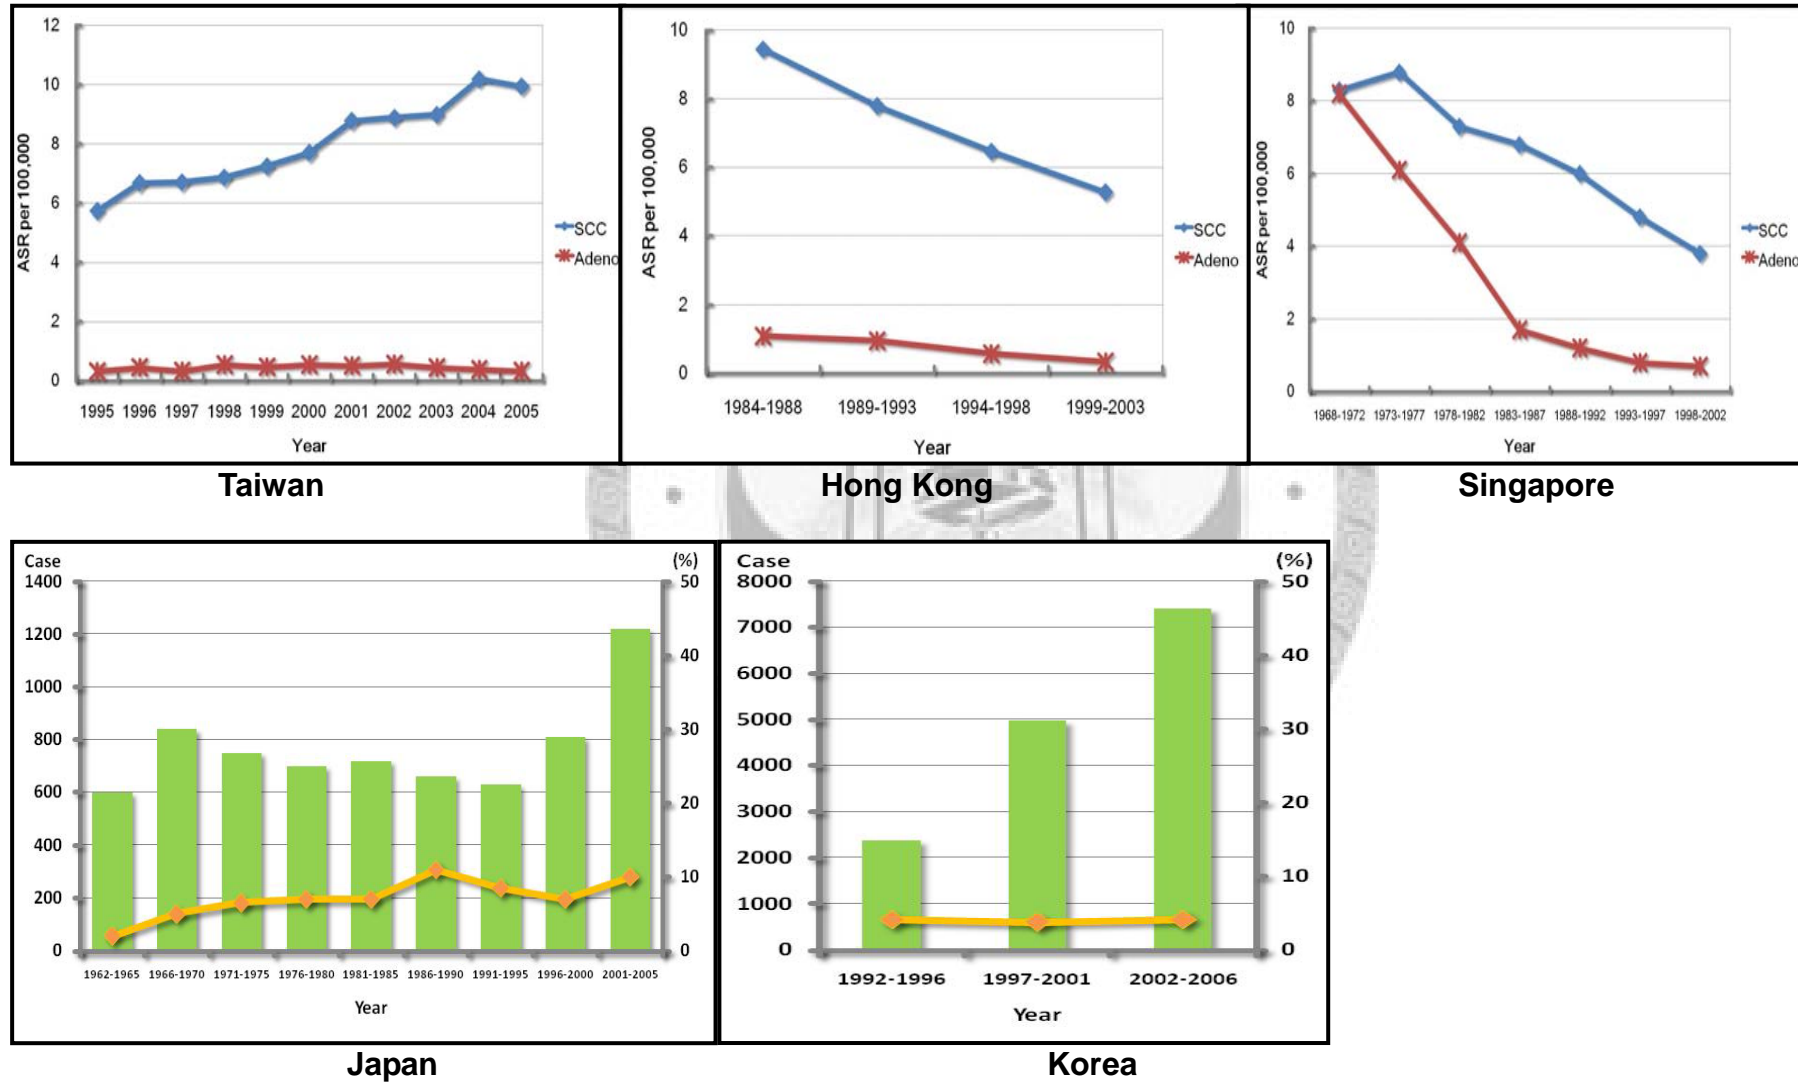 12
10
8
6
4
2
0
ASR per 100,000
1995 1996 1997 1998 1999 2000 2001 2002 2003 2004 2005
Year
SCC
Adeno
Taiwan
10
8
6
4
2
0
ASR per 100,000
1984-1988 1989-1993 1994-1998 1999-2003
Year
SCC
Adeno
Hong Kong
10
8
6
4
2
0
ASR per 100,000
1968-1972 1973-1977 1978-1982 1983-1987 1988-1992 1993-1997 1998-2002
Year
SCC
Adeno
Singapore
Case (%)
1400
1200
1000
800
600
400
200
0
50
40
30
20
10
0
1962-1965 1966-1970 1971-1975 1976-1980 1981-1985 1986-1990 1991-1995 1996-2000 2001-2005
Year
Japan
Case (%)
8000
7000
6000
5000
4000
3000
2000
1000
0
50
40
30
20
10
0
1992-1996 1997-2001 2002-2006
Year
Korea